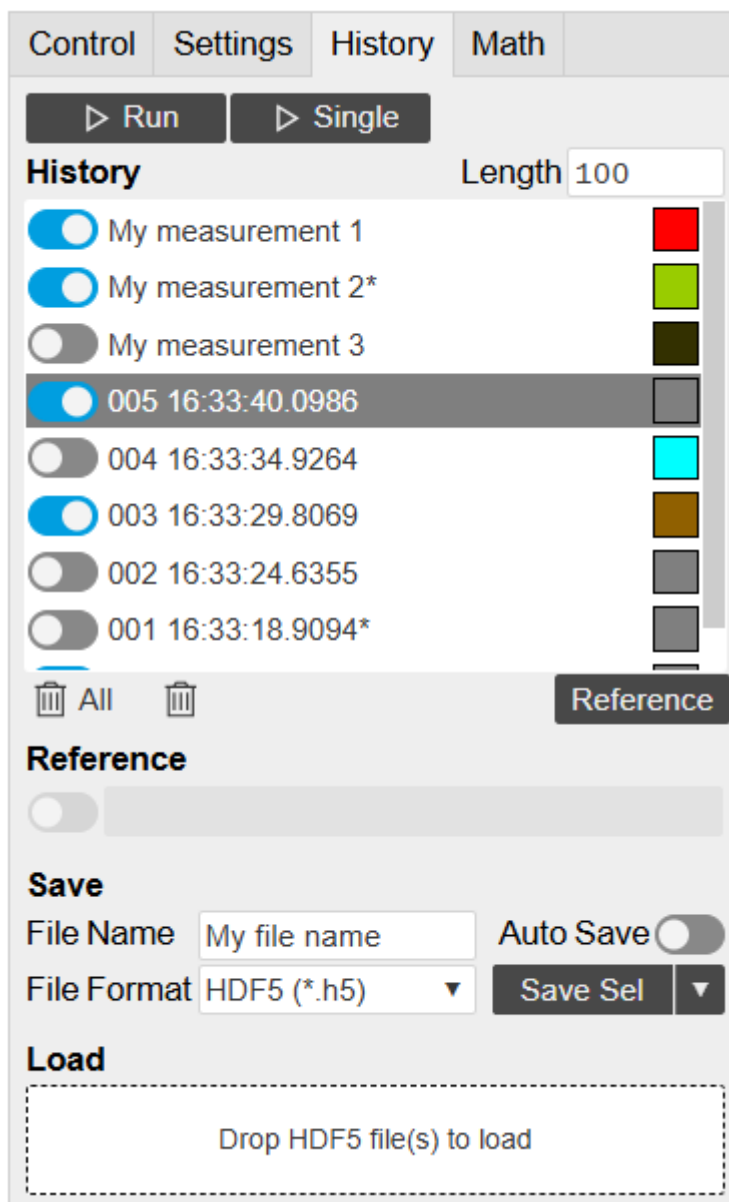 Control Settings History Math
Run Single
History Length 100
My measurement 1
My measurement 2*
My measurement 3
005 16:33:40.0986
004 16:33:34.9264
003 16:33:29.8069
002 16:33:24.6355
001 16:33:18.9094*
All Reference
Reference
Save
File Name My file name Auto Save
File Format HDF5 (*.h5) Save Sel
Load
Drop HDF5 file(s) to load